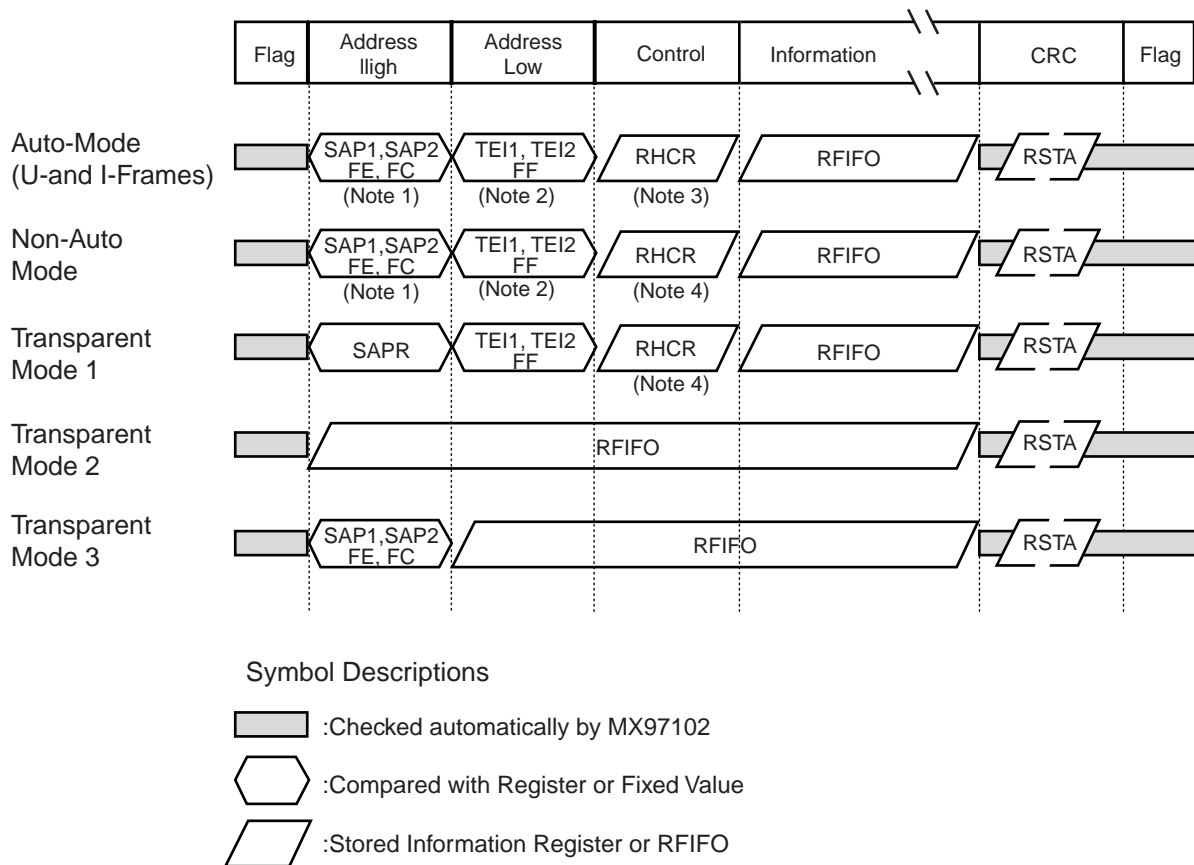 Flag Address Address Control Information CRC Flag
lligh Low
Auto-Mode
(U-and I-Frames)
SAP1,SAP2 TEI1, TEI2 RHCR RFIFO RSTA
FE, FC FF
(Note 1) (Note 2) (Note 3)
Non-Auto
Mode
SAP1,SAP2 TEI1, TEI2 RHCR RFIFO RSTA
FE, FC FF
(Note 1) (Note 2) (Note 4)
Transparent
Mode 1
SAPR TEI1, TEI2 RHCR RFIFO RSTA
FF
(Note 4)
Transparent
Mode 2
RFIFO RSTA
Transparent
Mode 3
SAP1,SAP2 RFIFO RSTA
FE, FC
Symbol Descriptions
:Checked automatically by MX97102
:Compared with Register or Fixed Value
:Stored Information Register or RFIFO